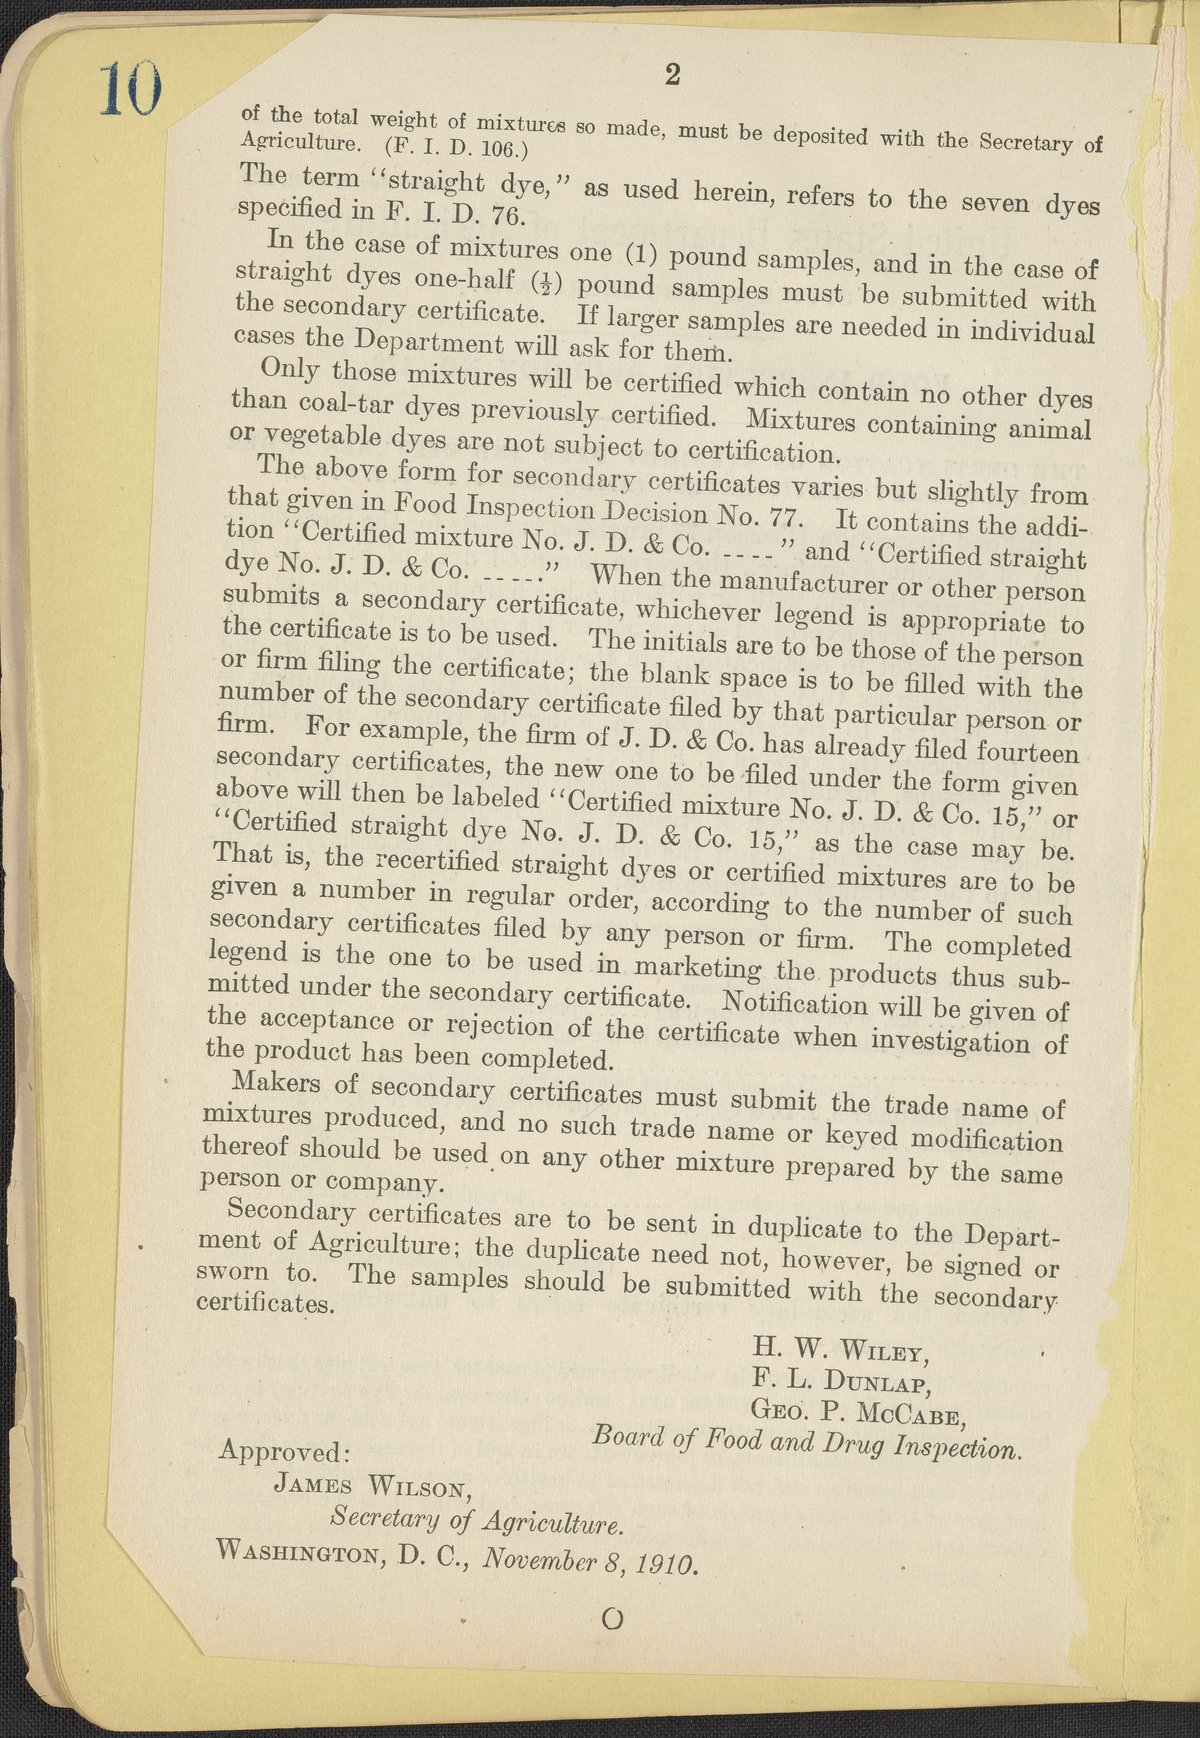 10
2
of the total weight of mixtures so made, must be deposited with the Secretary of
Agriculture. (F. I. D. 106.)
The term "straight dye," as used herein, refers to the seven dyes
specified in F. I. D. 76.
In the case of mixtures one (1) pound samples, and in the case of
straight dyes one-half (½) pound samples must be submitted with
the secondary certificate. If larger samples are needed in individual
cases the Department will ask for them.
Only those mixtures will be certified which contain no other dyes
than coal-tar dyes previously certified. Mixtures containing animal
or vegetable dyes are not subject to certification.
The above form for secondary certificates varies but slightly from
that given in Food Inspection Decision No. 77. It contains the addi-
tion "Certified mixture No. J. D. & Co. ----" and "Certified straight
dye No. J. D. & Co. -----." When the manufacturer or other person
submits a secondary certificate, whichever legend is appropriate to
the certificate is to be used. The initials are to be those of the person
or firm filing the certificate; the blank space is to be filled with the
number of the secondary certificate filed by that particular person or
firm. For example, the firm of J. D. & Co. has already filed fourteen
secondary certificates, the new one to be filed under the form given
above will then be labeled "Certified mixture No. J. D. & Co. 15," or
"Certified straight dye No. J. D. & Co. 15," as the case may be.
That is, the recertified straight dyes or certified mixtures are to be
given a number in regular order, according to the number of such
secondary certificates filed by any person or firm. The completed
legend is the one to be used in marketing the products thus sub-
mitted under the secondary certificate. Notification will be given of
the acceptance or rejection of the certificate when investigation of
the product has been completed.
Makers of secondary certificates must submit the trade name of
mixtures produced, and no such trade name or keyed modification
thereof should be used on any other mixture prepared by the same
person or company.
Secondary certificates are to be sent in duplicate to the Depart-
ment of Agriculture; the duplicate need not, however, be signed or
sworn to. The samples should be submitted with the secondary
certificates.
H. W. Wiley,
F. L. Dunlap,
Geo. P. McCabe,
Board of Food and Drug Inspection.
Approved:
James Wilson,
Secretary of Agriculture.
Washington, D. C., November 8, 1910.
O